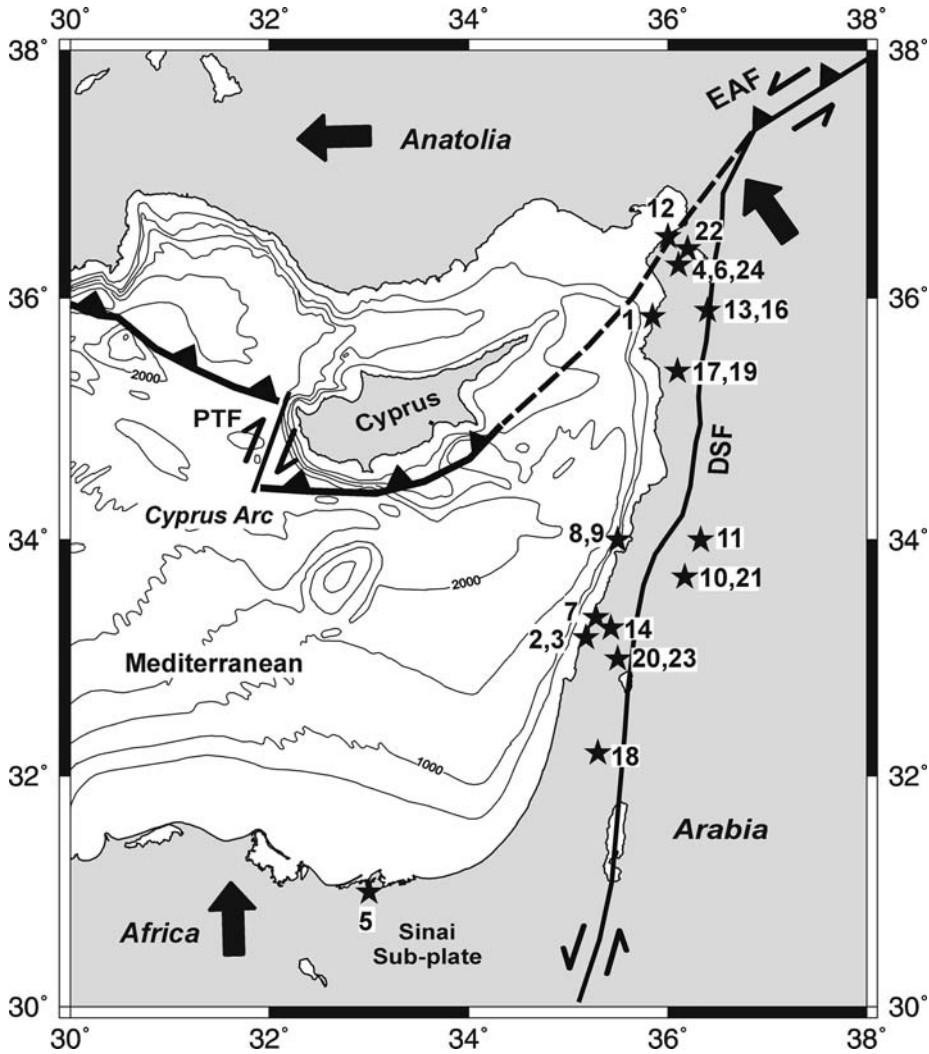 30° 32° 34° 36° 38°
38° 38°
EAF
Anatolia
12
22
4,6,24
36° 36°
1
13,16
2000
17,19
Cyprus
PTF
DSF
Cyprus Arc
8,9
34° 11 34°
10,21
2000
7
14
2,3
Mediterranean
20,23
18
1000
32° 32°
Arabia
5
Africa
Sinai
Sub-plate
30° 30°
30° 32° 34° 36° 38°